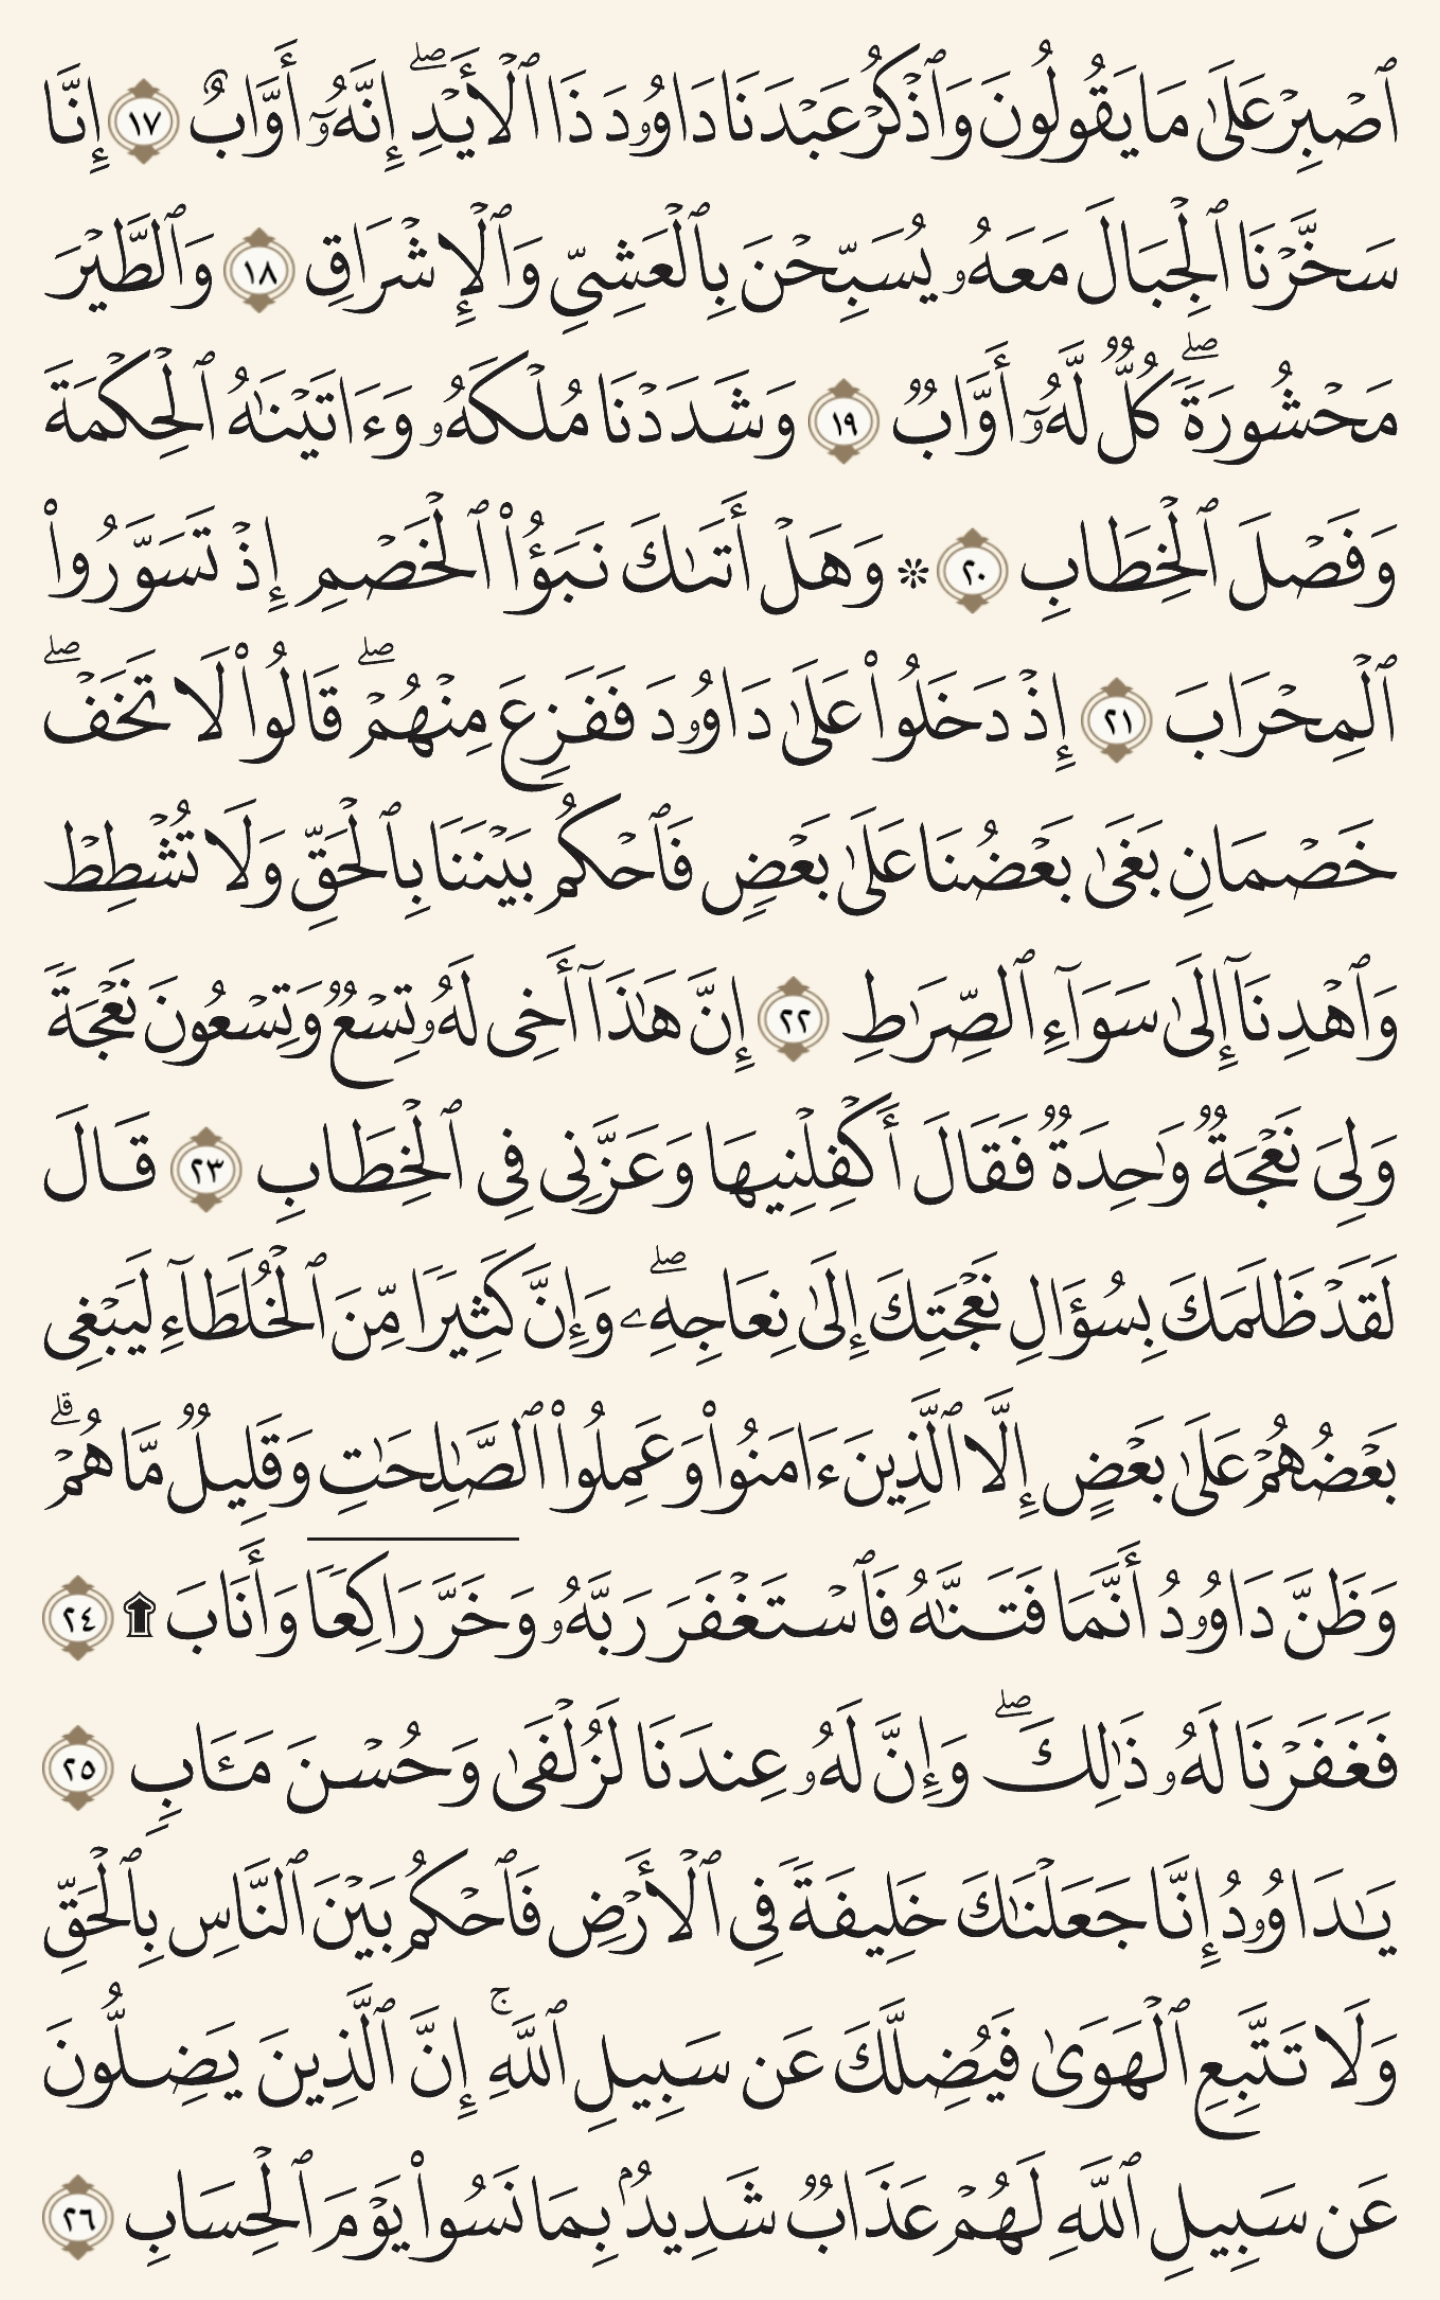 ٱصۡبِرۡ عَلَىٰ مَا يَقُولُونَ وَٱذۡكُرۡ عَبۡدَنَا دَاوُۥدَ ذَا ٱلۡأَيۡدِۖ إِنَّهُۥٓ أَوَّابٌ ١٧ إِنَّا
سَخَّرۡنَا ٱلۡجِبَالَ مَعَهُۥ يُسَبِّحۡنَ بِٱلۡعَشِيِّ وَٱلۡإِشۡرَاقِ ١٨ وَٱلطَّيۡرَ
مَحۡشُورَةٗۖ كُلّٞ لَّهُۥٓ أَوَّابٞ ١٩ وَشَدَدۡنَا مُلۡكَهُۥ وَءَاتَيۡنَٰهُ ٱلۡحِكۡمَةَ
وَفَصۡلَ ٱلۡخِطَابِ ٢٠ ۞ وَهَلۡ أَتَىٰكَ نَبَؤُاْ ٱلۡخَصۡمِ إِذۡ تَسَوَّرُواْ
ٱلۡمِحۡرَابَ ٢١ إِذۡ دَخَلُواْ عَلَىٰ دَاوُۥدَ فَفَزِعَ مِنۡهُمۡۖ قَالُواْ لَا تَخَفۡۖ
خَصۡمَانِ بَغَىٰ بَعۡضُنَا عَلَىٰ بَعۡضٖ فَٱحۡكُم بَيۡنَنَا بِٱلۡحَقِّ وَلَا تُشۡطِطۡ
وَٱهۡدِنَآ إِلَىٰ سَوَآءِ ٱلصِّرَٰطِ ٢٢ إِنَّ هَٰذَآ أَخِي لَهُۥ تِسۡعٞ وَتِسۡعُونَ نَعۡجَةٗ
وَلِيَ نَعۡجَةٞ وَٰحِدَةٞ فَقَالَ أَكۡفِلۡنِيهَا وَعَزَّنِي فِي ٱلۡخِطَابِ ٢٣ قَالَ
لَقَدۡ ظَلَمَكَ بِسُؤَالِ نَعۡجَتِكَ إِلَىٰ نِعَاجِهِۦۖ وَإِنَّ كَثِيرٗا مِّنَ ٱلۡخُلَطَآءِ لَيَبۡغِي
بَعۡضُهُمۡ عَلَىٰ بَعۡضٍ إِلَّا ٱلَّذِينَ ءَامَنُواْ وَعَمِلُواْ ٱلصَّٰلِحَٰتِ وَقَلِيلٞ مَّا هُمۡۗ
وَظَنَّ دَاوُۥدُ أَنَّمَا فَتَنَّٰهُ فَٱسۡتَغۡفَرَ رَبَّهُۥ وَخَرَّ رَاكِعٗا وَأَنَابَ ۩ ٢٤
فَغَفَرۡنَا لَهُۥ ذَٰلِكَۖ وَإِنَّ لَهُۥ عِندَنَا لَزُلۡفَىٰ وَحُسۡنَ مَـَٔابٖ ٢٥
يَٰدَاوُۥدُ إِنَّا جَعَلۡنَٰكَ خَلِيفَةٗ فِي ٱلۡأَرۡضِ فَٱحۡكُم بَيۡنَ ٱلنَّاسِ بِٱلۡحَقِّ
وَلَا تَتَّبِعِ ٱلۡهَوَىٰ فَيُضِلَّكَ عَن سَبِيلِ ٱللَّهِۚ إِنَّ ٱلَّذِينَ يَضِلُّونَ
عَن سَبِيلِ ٱللَّهِ لَهُمۡ عَذَابٞ شَدِيدُۢ بِمَا نَسُواْ يَوۡمَ ٱلۡحِسَابِ ٢٦